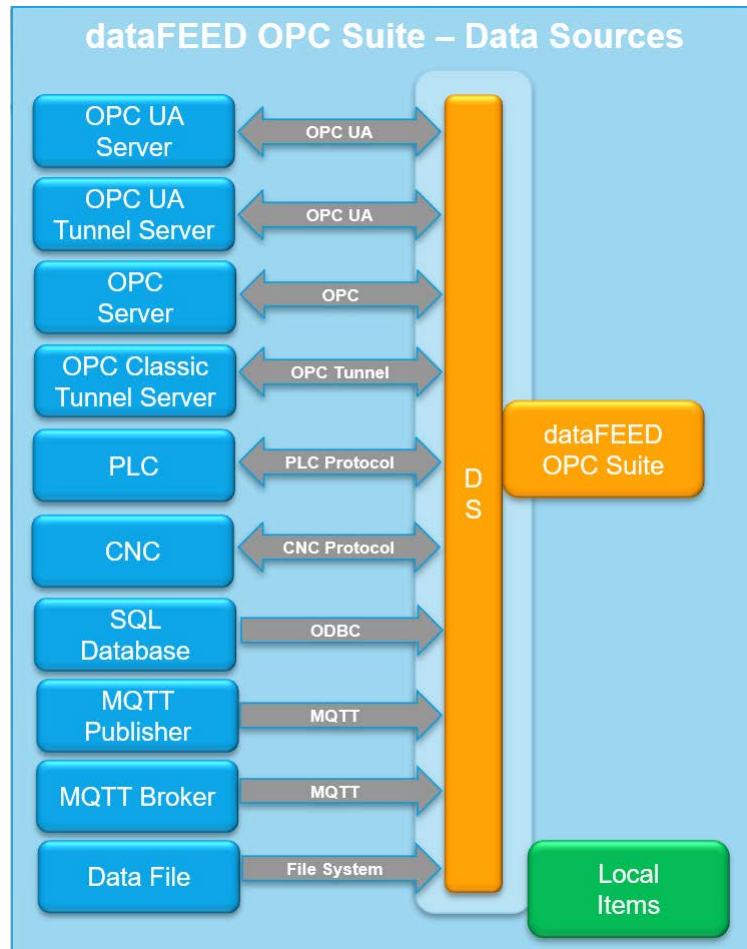 dataFEED OPC Suite – Data Sources
OPC UA
Server
OPC UA
OPC UA
Tunnel Server
OPC UA
OPC
Server
OPC
OPC Classic
Tunnel Server
OPC Tunnel
PLC
PLC Protocol
CNC
CNC Protocol
SQL
Database
ODBC
MQTT
Publisher
MQTT
MQTT Broker
MQTT
Data File
File System
D
S
dataFEED
OPC Suite
Local
Items